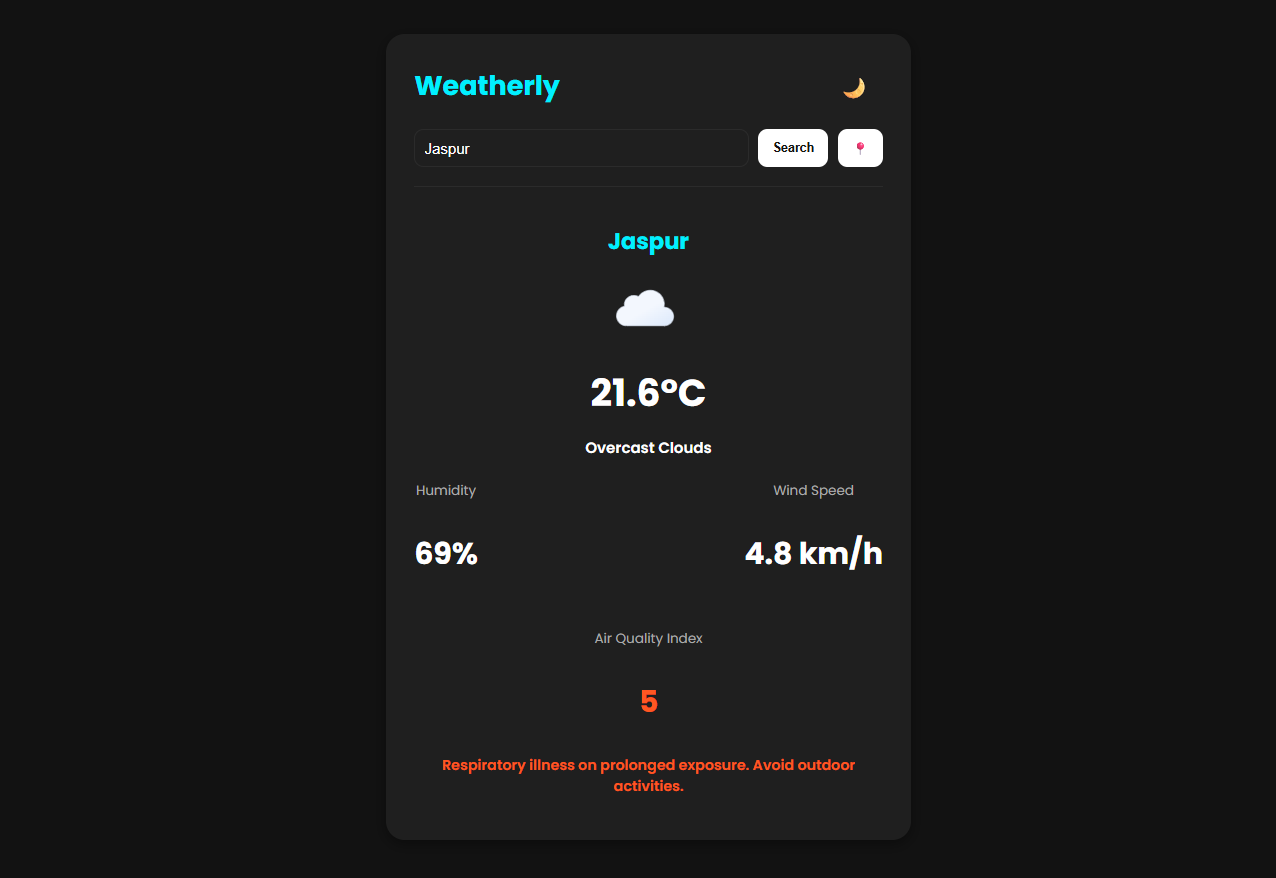 Weatherly
Jaspur
Search
Jaspur
21.6°C
Overcast Clouds
Humidity
Wind Speed
69%
4.8 km/h
Air Quality Index
5
Respiratory illness on prolonged exposure. Avoid outdoor
activities.